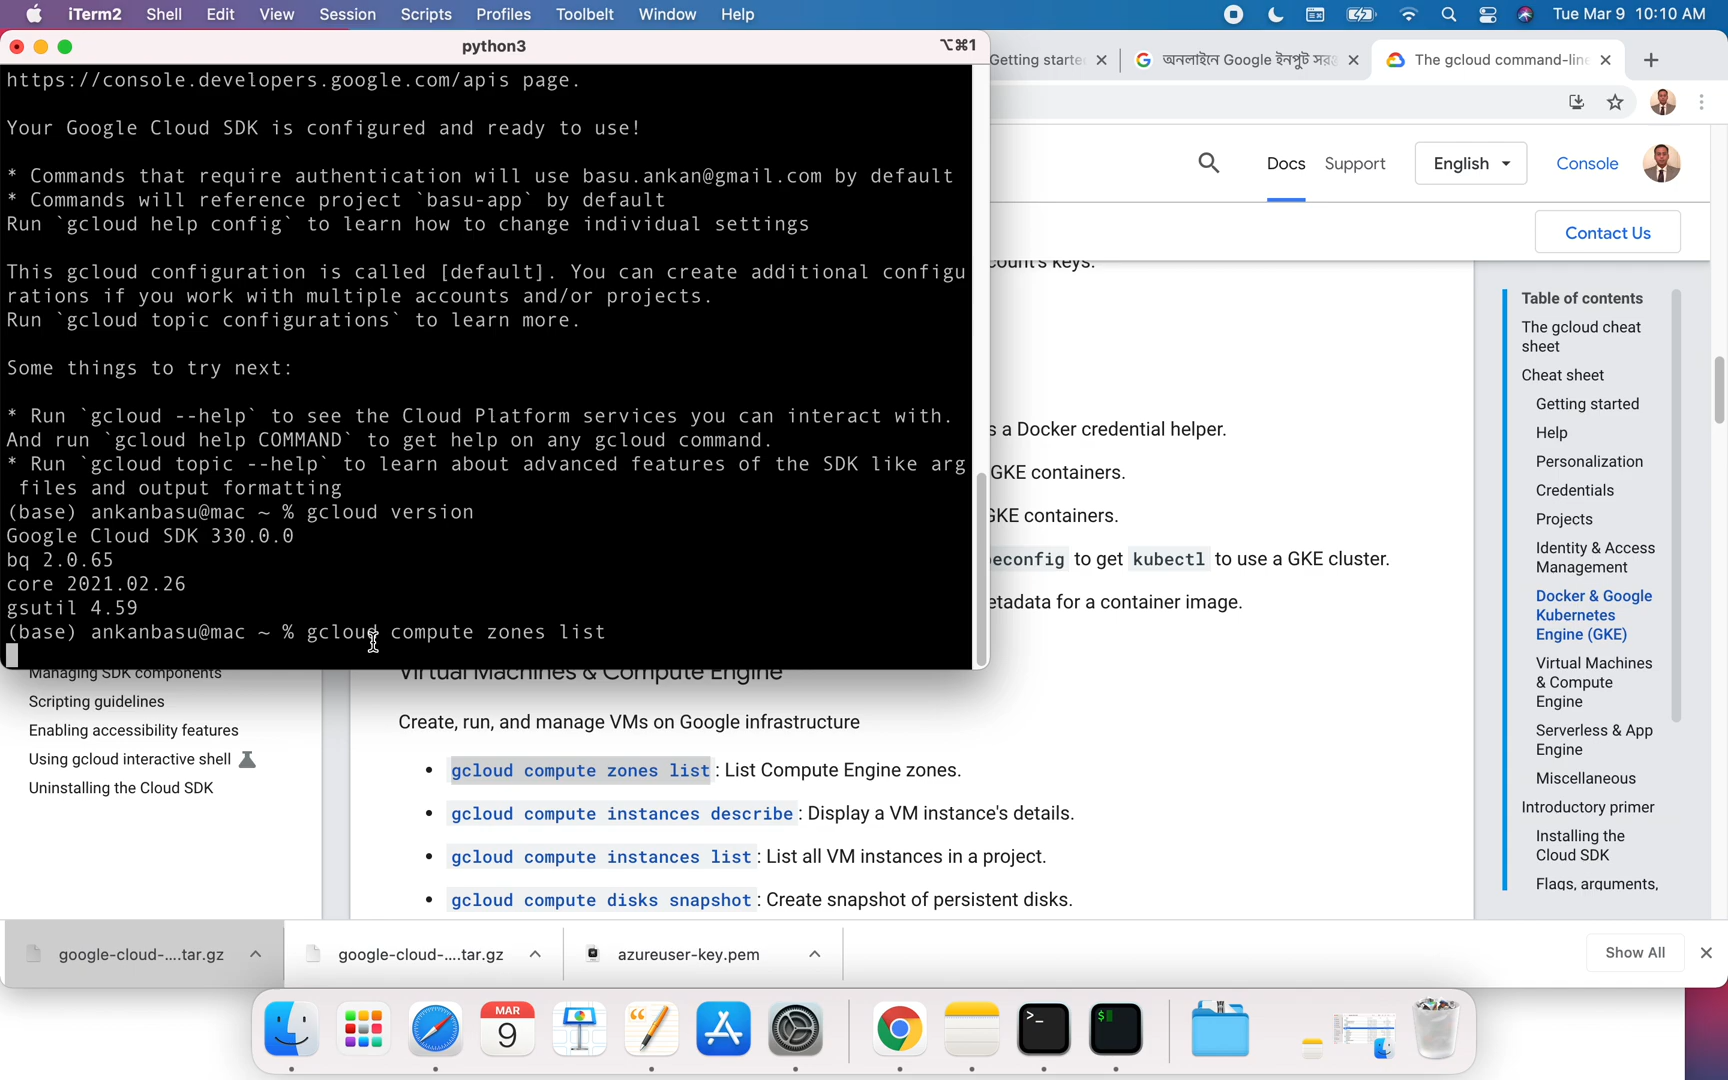 iTerm2 Shell Edit View Session Scripts Profiles Toolbelt Window Help
Tue Mar 9 10:10 AM
python3
⌥⌘1
https://console.developers.google.com/apis page.
Your Google Cloud SDK is configured and ready to use!
* Commands that require authentication will use basu.ankan@gmail.com by default
* Commands will reference project `basu-app` by default
Run `gcloud help config` to learn how to change individual settings
This gcloud configuration is called [default]. You can create additional configu
rations if you work with multiple accounts and/or projects.
Run `gcloud topic configurations` to learn more.
Some things to try next:
* Run `gcloud --help` to see the Cloud Platform services you can interact with.
And run `gcloud help COMMAND` to get help on any gcloud command.
* Run `gcloud topic --help` to learn about advanced features of the SDK like arg
files and output formatting
(base) ankanbasu@mac ~ % gcloud version
Google Cloud SDK 330.0.0
bq 2.0.65
core 2021.02.26
gsutil 4.59
(base) ankanbasu@mac ~ % gcloud compute zones list
Getting starte
অনলাইনে Google ইনপুট
The gcloud command-line
Docs Support English Console
Contact Us
count's keys.
s a Docker credential helper.
GKE containers.
GKE containers.
econfig to get kubectl to use a GKE cluster.
etadata for a container image.
Managing SDK components
Scripting guidelines
Enabling accessibility features
Using gcloud interactive shell
Uninstalling the Cloud SDK
Virtual Machines & Compute Engine
Create, run, and manage VMs on Google infrastructure
• gcloud compute zones list: List Compute Engine zones.
• gcloud compute instances describe: Display a VM instance's details.
• gcloud compute instances list: List all VM instances in a project.
• gcloud compute disks snapshot: Create snapshot of persistent disks.
Table of contents
The gcloud cheat
sheet
Cheat sheet
Getting started
Help
Personalization
Credentials
Projects
Identity & Access
Management
Docker & Google
Kubernetes
Engine (GKE)
Virtual Machines
& Compute
Engine
Serverless & App
Engine
Miscellaneous
Introductory primer
Installing the
Cloud SDK
Flags, arguments,
google-cloud-....tar.gz
google-cloud-....tar.gz
azureuser-key.pem
Show All
MAR
9